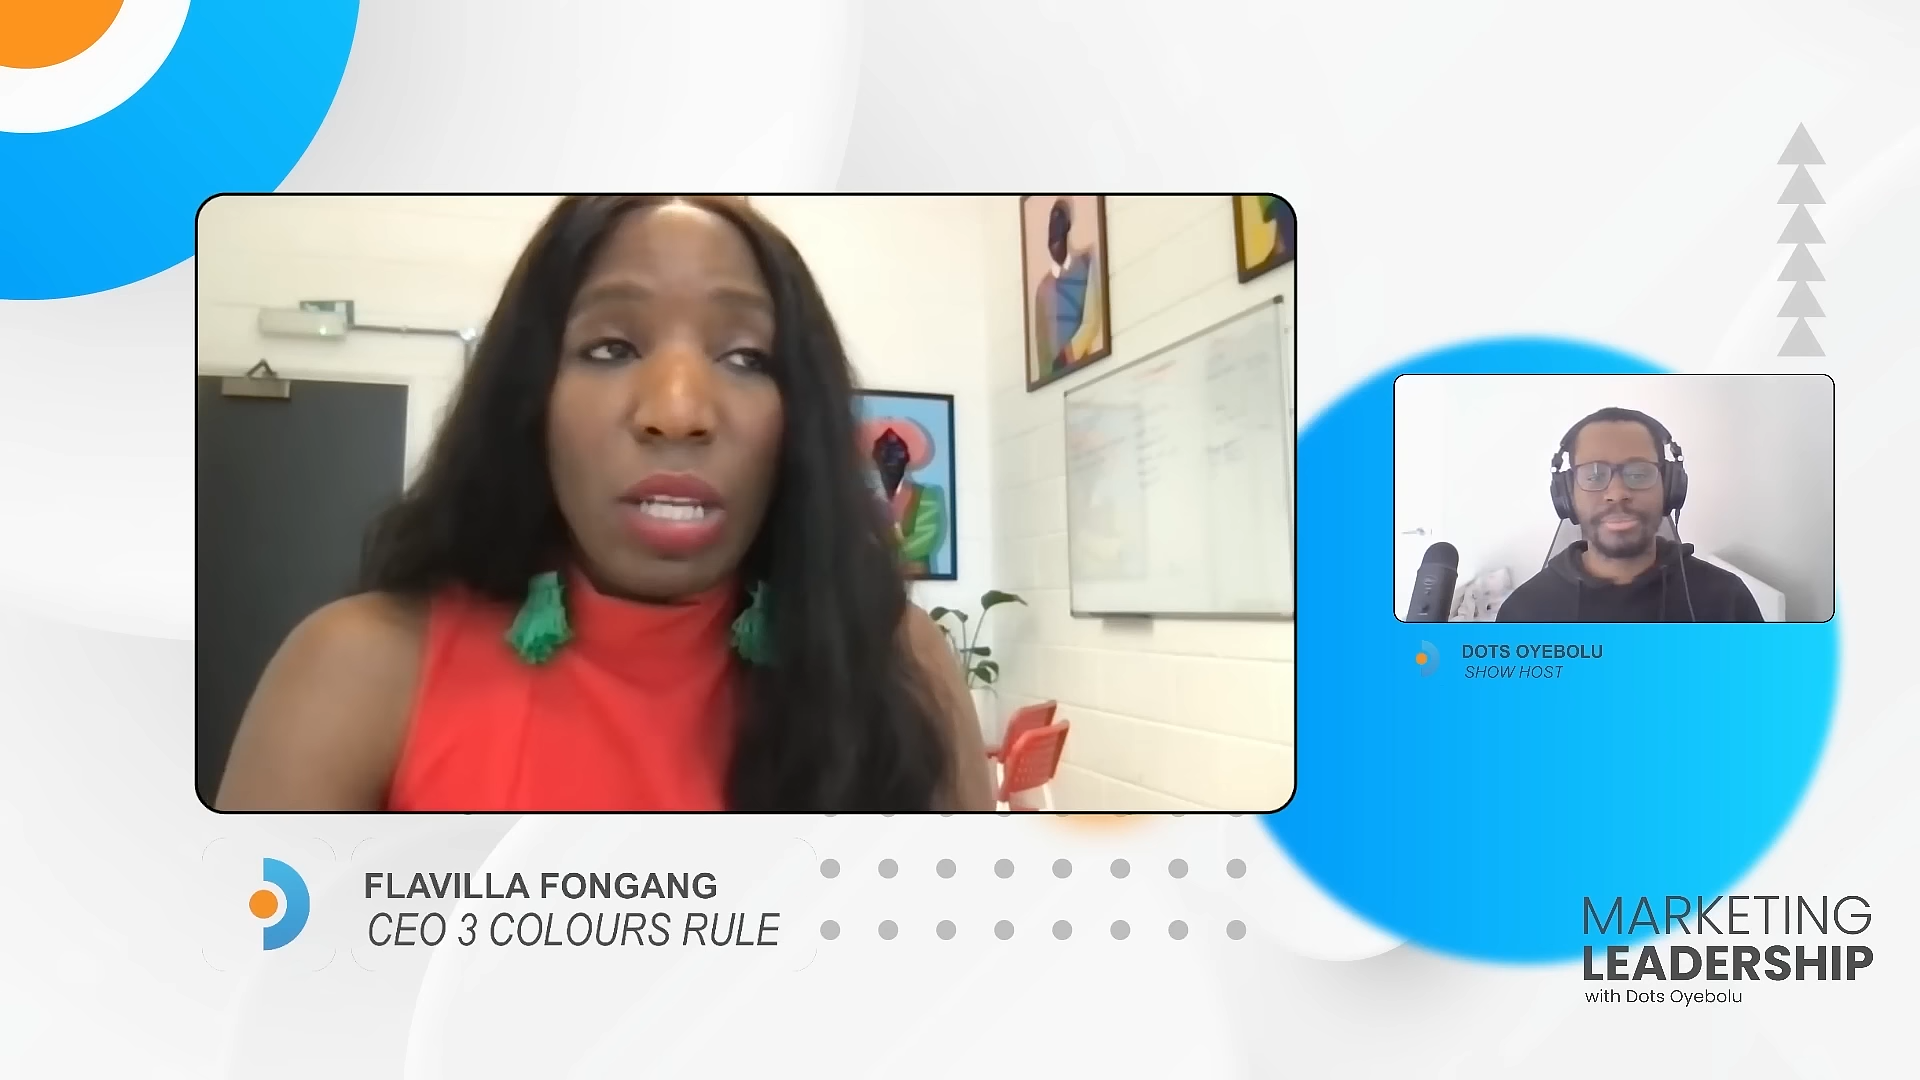 DOTS OYEBOLU
SHOW HOST
FLAVILLA FONGANG
CEO 3 COLOURS RULE
MARKETING
LEADERSHIP
with Dots Oyebolu